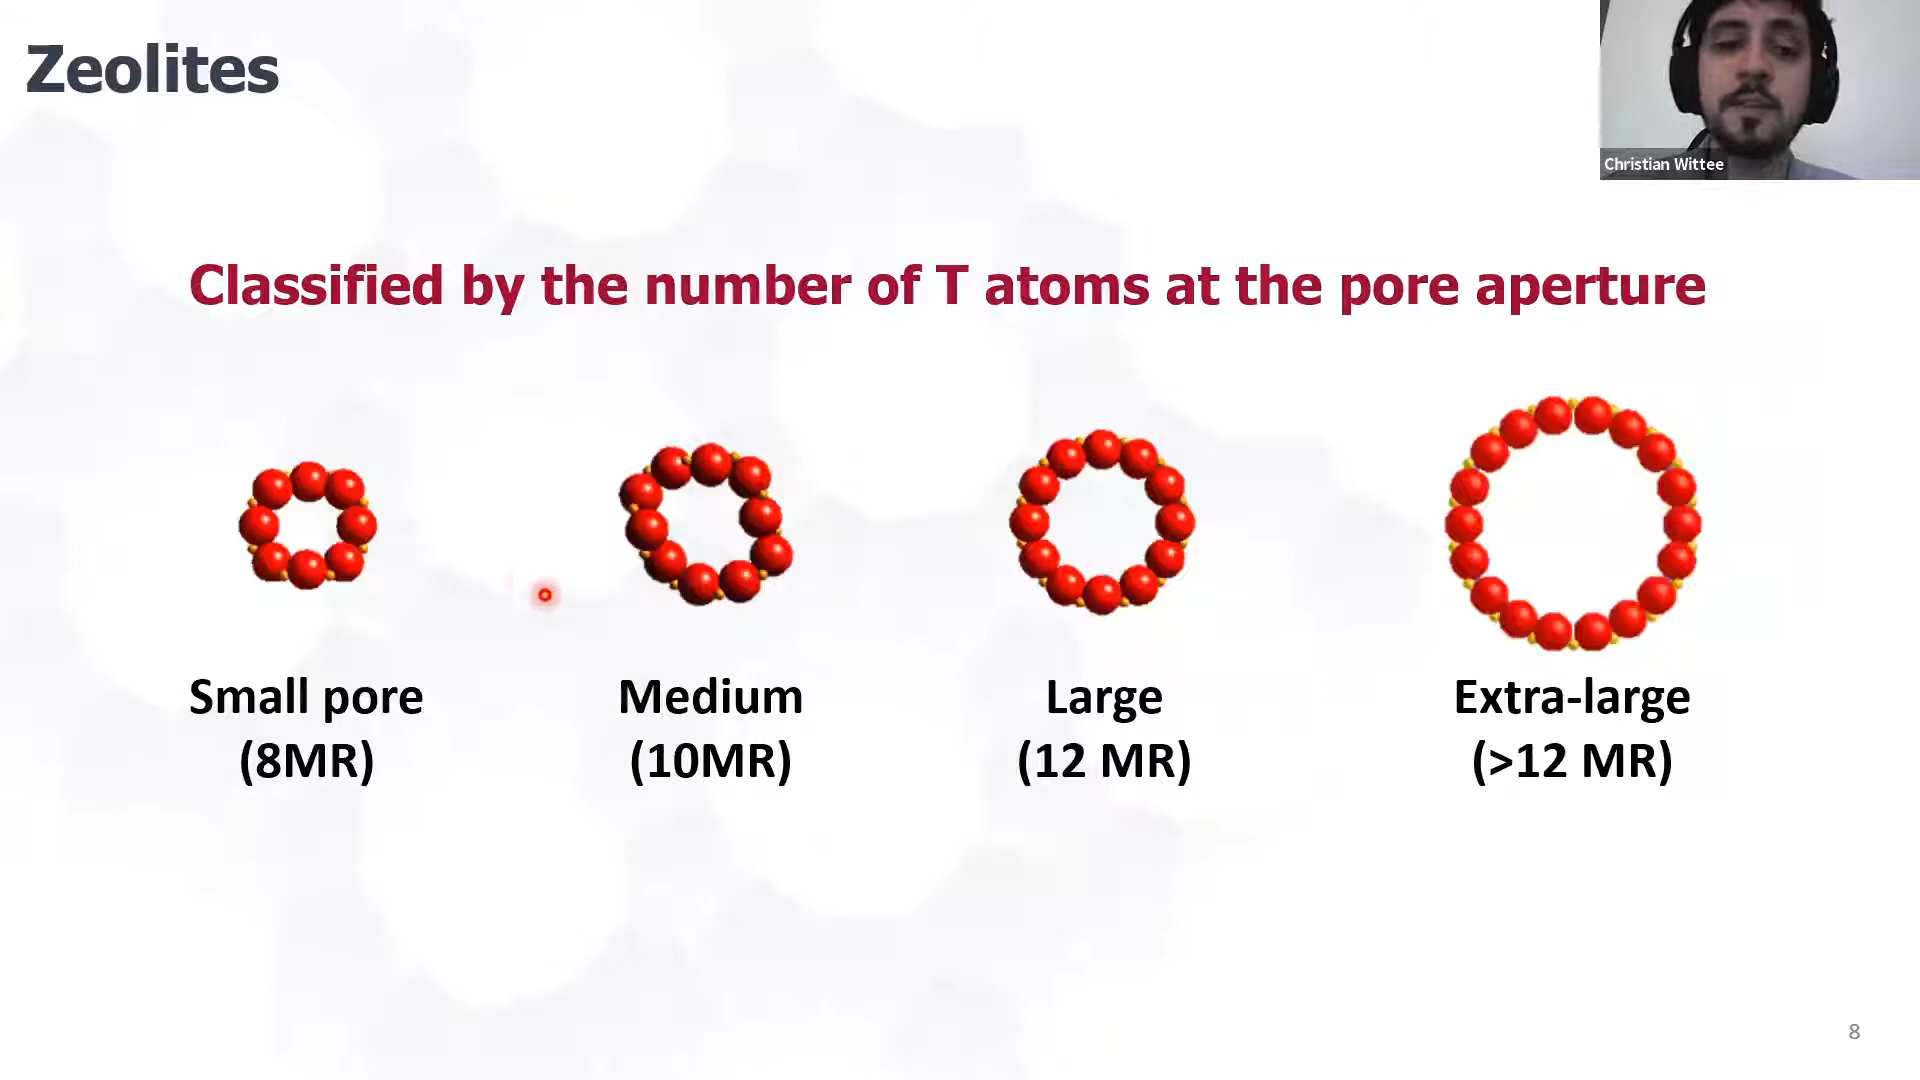 Zeolites
Christian Wittee
Classified by the number of T atoms at the pore aperture
Small pore
(8MR)
Medium
(10MR)
Large
(12 MR)
Extra-large
(>12 MR)
8